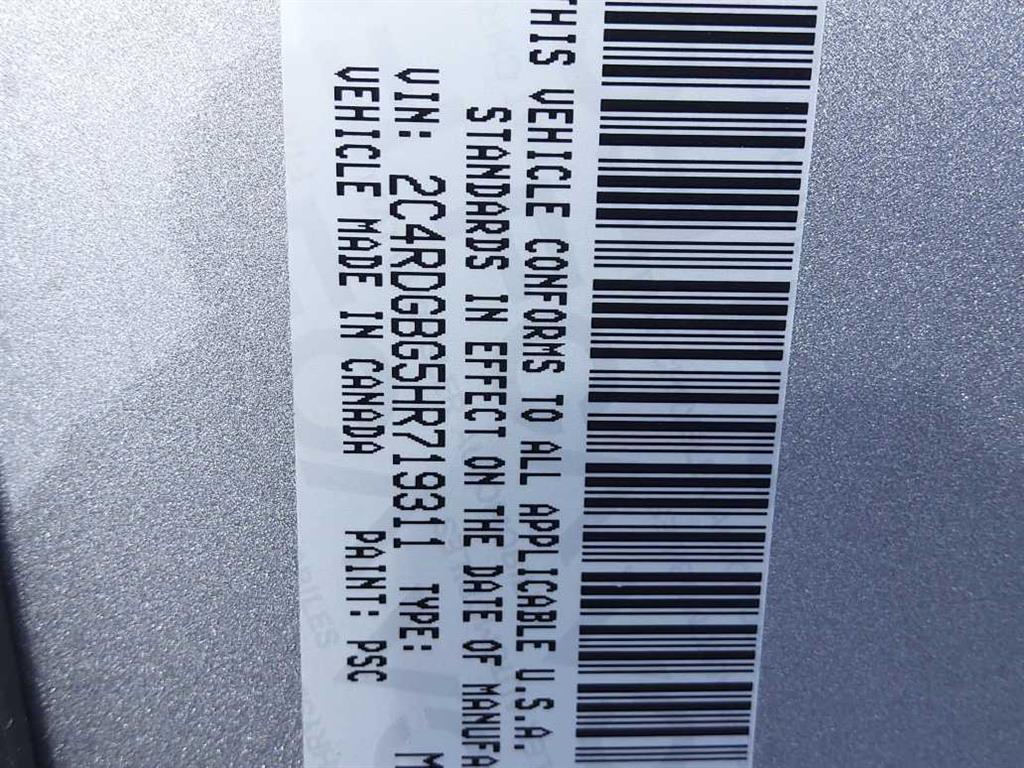 THIS VEHICLE CONFORMS TO ALL APPLICABLE U.S.A.
STANDARDS IN EFFECT ON THE DATE OF MANUFA
VIN: 2C4RDGBG5HR719311 TYPE: M
VEHICLE MADE IN CANADA PAINT: PSC